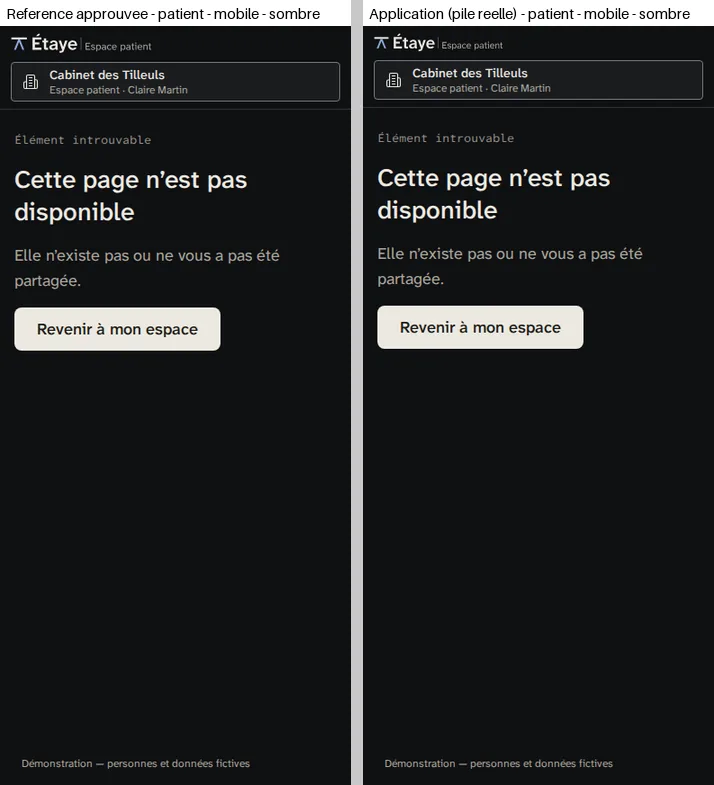 Reference approuvee - patient - mobile - sombre
Étaye Espace patient
Cabinet des Tilleuls
Espace patient · Claire Martin
Élément introuvable
Cette page n’est pas
disponible
Elle n’existe pas ou ne vous a pas été
partagée.
Revenir à mon espace
Démonstration — personnes et données fictives
Application (pile reelle) - patient - mobile - sombre
Étaye Espace patient
Cabinet des Tilleuls
Espace patient · Claire Martin
Élément introuvable
Cette page n’est pas
disponible
Elle n’existe pas ou ne vous a pas été
partagée.
Revenir à mon espace
Démonstration — personnes et données fictives